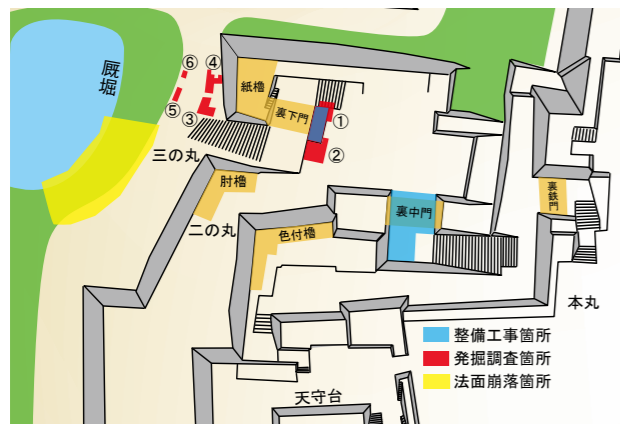 厩堀
⑥
④
⑤
③
紙櫓
裏下門
①
②
三の丸
肘櫓
二の丸
色付櫓
裏中門
裏鉄門
本丸
天守台
整備工事箇所
発掘調査箇所
法面崩落箇所